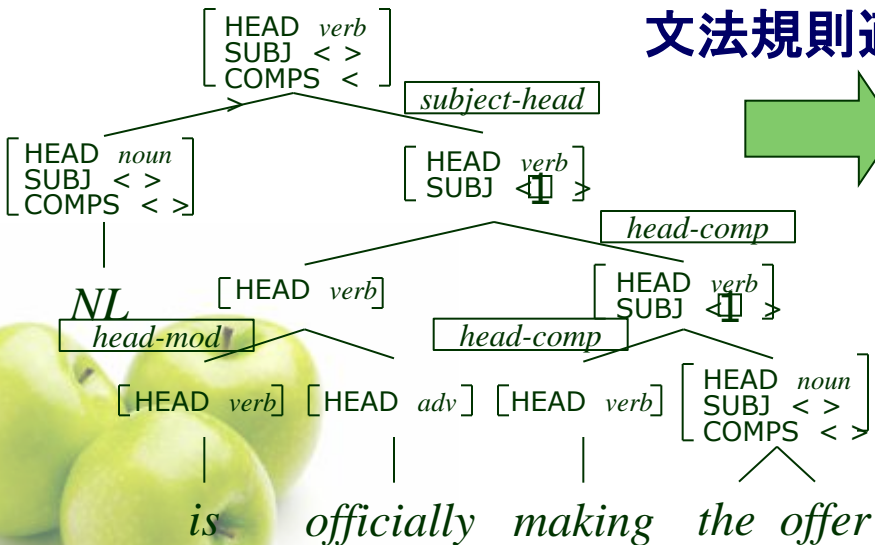 文法規則適
HEAD verb
SUBJ < >
COMPS <
>
subject-head
HEAD noun
SUBJ < >
COMPS < >
HEAD verb
SUBJ < 1 >
head-comp
NL
HEAD verb
HEAD verb
SUBJ < 1 >
head-mod
head-comp
HEAD verb
HEAD adv
HEAD verb
HEAD noun
SUBJ < >
COMPS < >
is officially making the offer